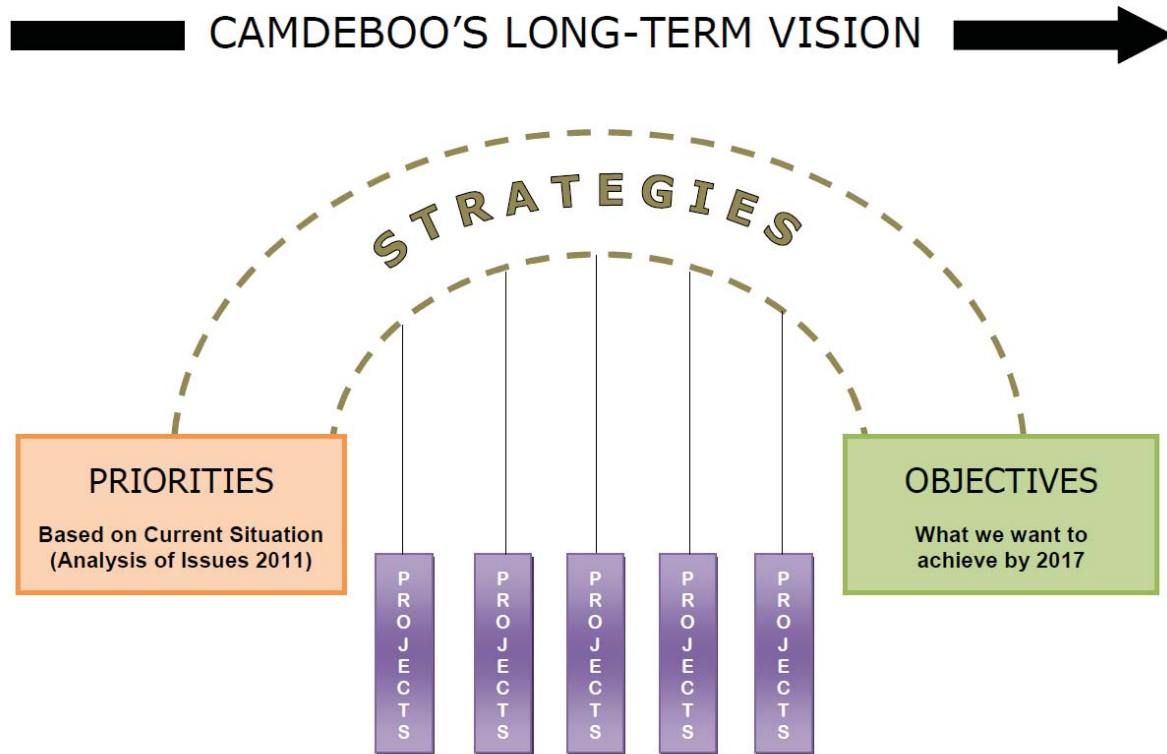 CAMDEBOO'S LONG-TERM VISION
STRATEGIES
PRIORITIES
Based on Current Situation
(Analysis of Issues 2011)
OBJECTIVES
What we want to
achieve by 2017
PROJECTS
PROJECTS
PROJECTS
PROJECTS
PROJECTS